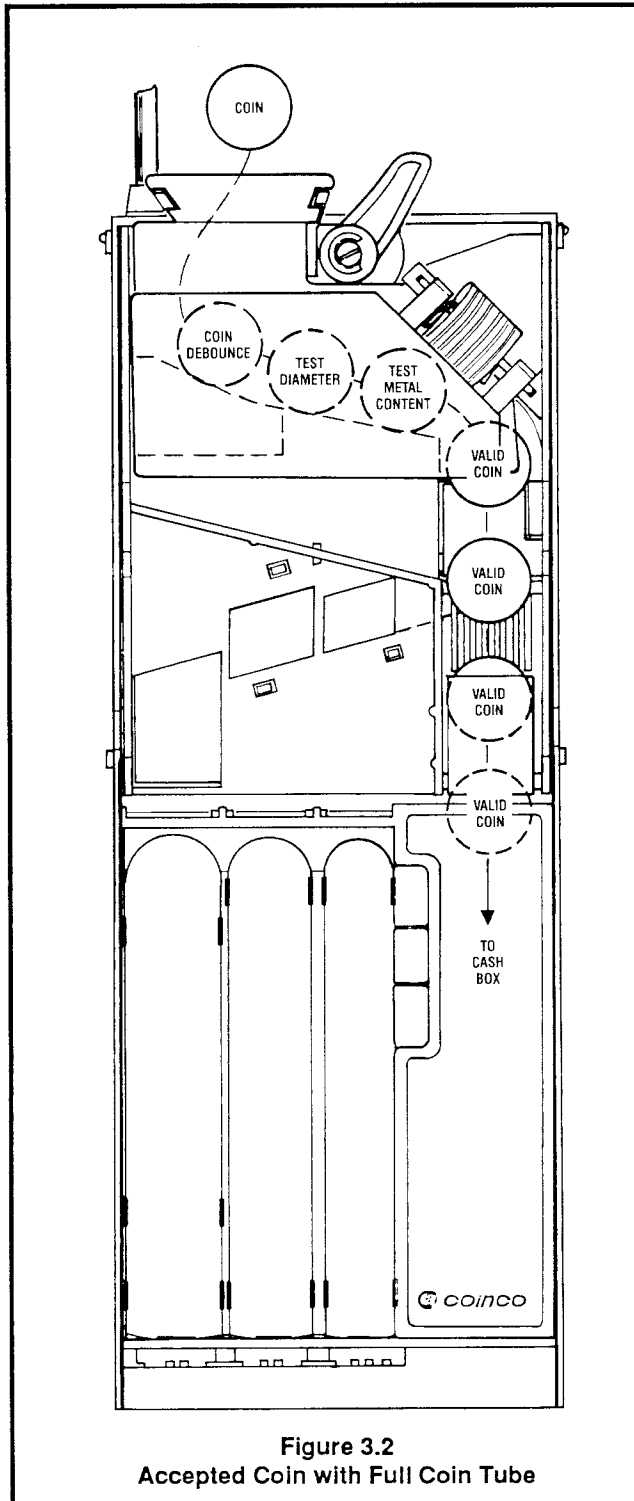 COIN
COIN
DEBOUNCE
TEST
DIAMETER
TEST
METAL
CONTENT
VALID
COIN
VALID
COIN
VALID
COIN
VALID
COIN
TO
CASH
BOX
coinco
Figure 3.2
Accepted Coin with Full Coin Tube